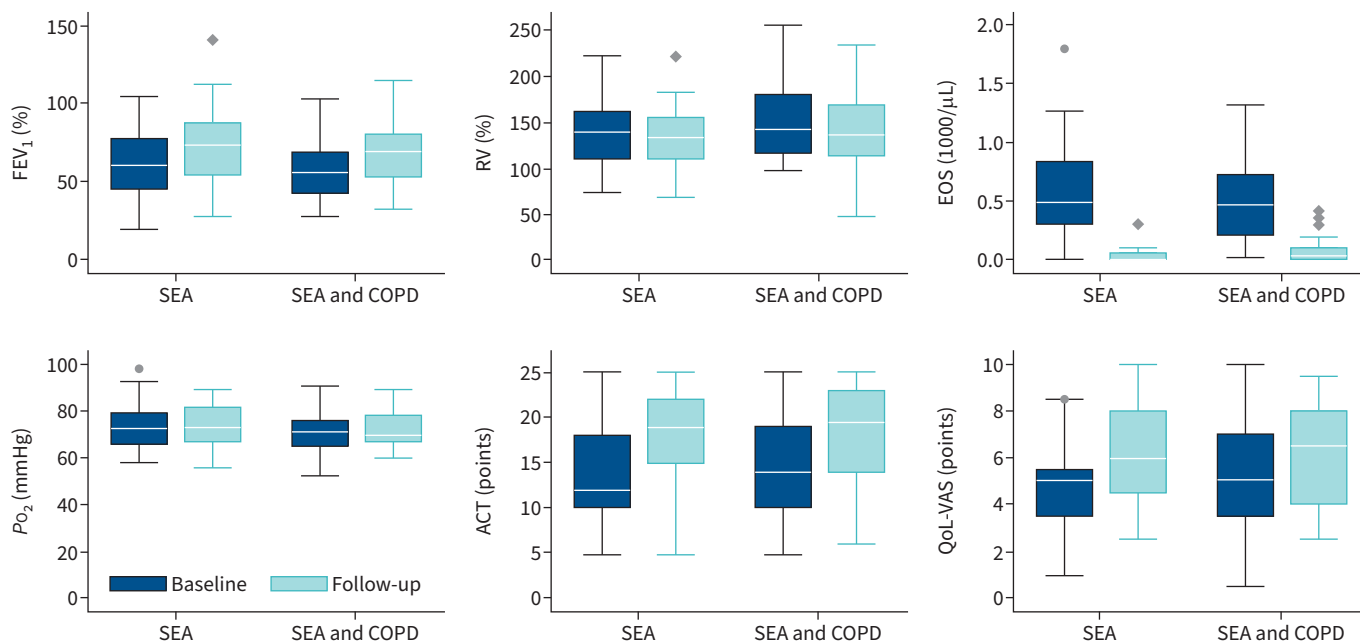 FEV₁ (%)
150
100
50
0
SEA
SEA and COPD
RV (%)
250
200
150
100
50
0
SEA
SEA and COPD
EOS (1000/μL)
2.0
1.5
1.0
0.5
0.0
SEA
SEA and COPD
PO₂ (mmHg)
100
80
60
40
20
0
Baseline
Follow-up
SEA
SEA and COPD
ACT (points)
25
20
15
10
5
0
SEA
SEA and COPD
QoL-VAS (points)
10
8
6
4
2
0
SEA
SEA and COPD